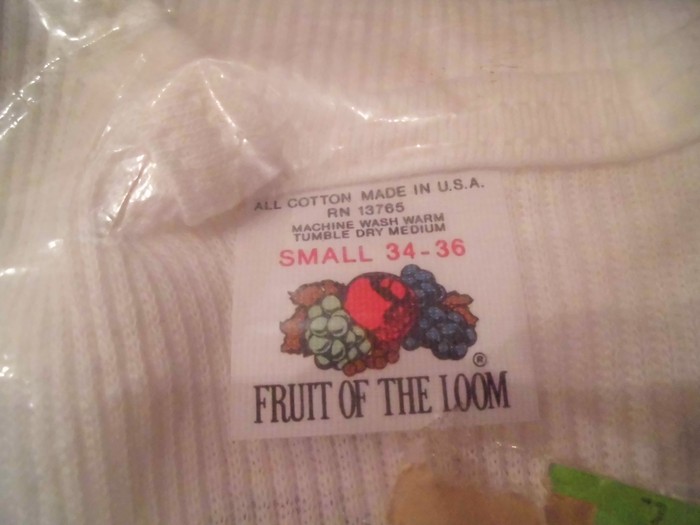 ALL COTTON MADE IN U.S.A.
RN 13765
MACHINE WASH WARM
TUMBLE DRY MEDIUM
SMALL 34-36
®
FRUIT OF THE LOOM